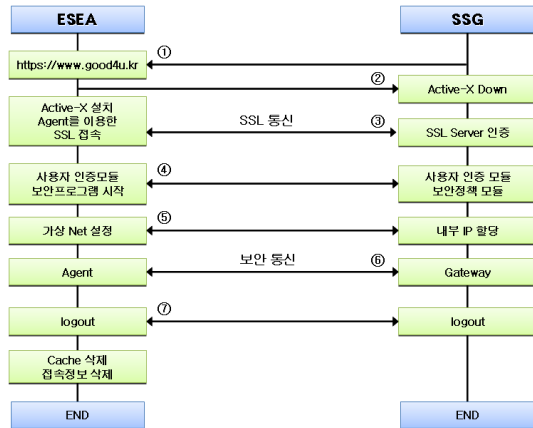 ESEA
SSG
①
https://www.good4u.kr
②
Active-X Down
Active-X 설치
Agent를 이용한
SSL 접속
SSL 통신
③
SSL Server 인증
사용자 인증모듈
보안프로그램 시작
④
사용자 인증 모듈
보안정책 모듈
가상 Net 설정
⑤
내부 IP 할당
Agent
보안 통신
⑥
Gateway
logout
⑦
logout
Cache 삭제
접속정보 삭제
END
END